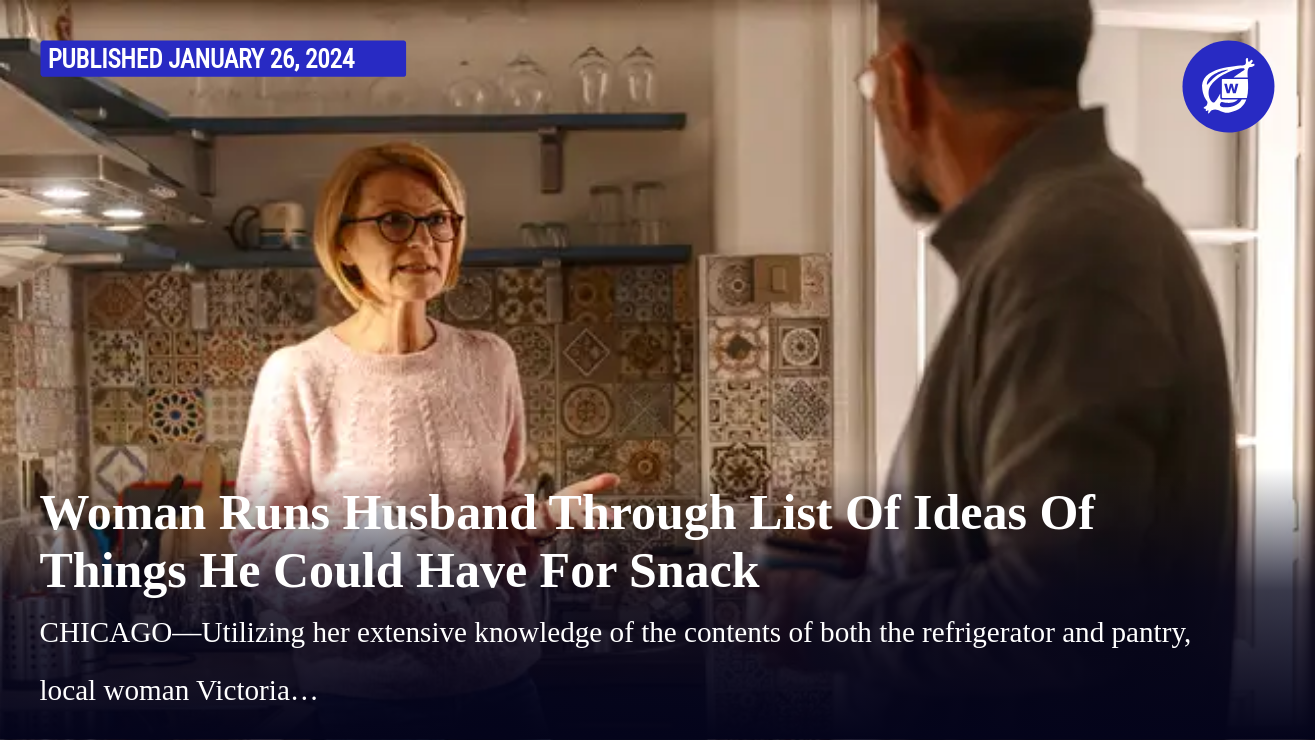 PUBLISHED JANUARY 26, 2024
W
Woman Runs Husband Through List Of Ideas Of
Things He Could Have For Snack
CHICAGO—Utilizing her extensive knowledge of the contents of both the refrigerator and pantry,
local woman Victoria…